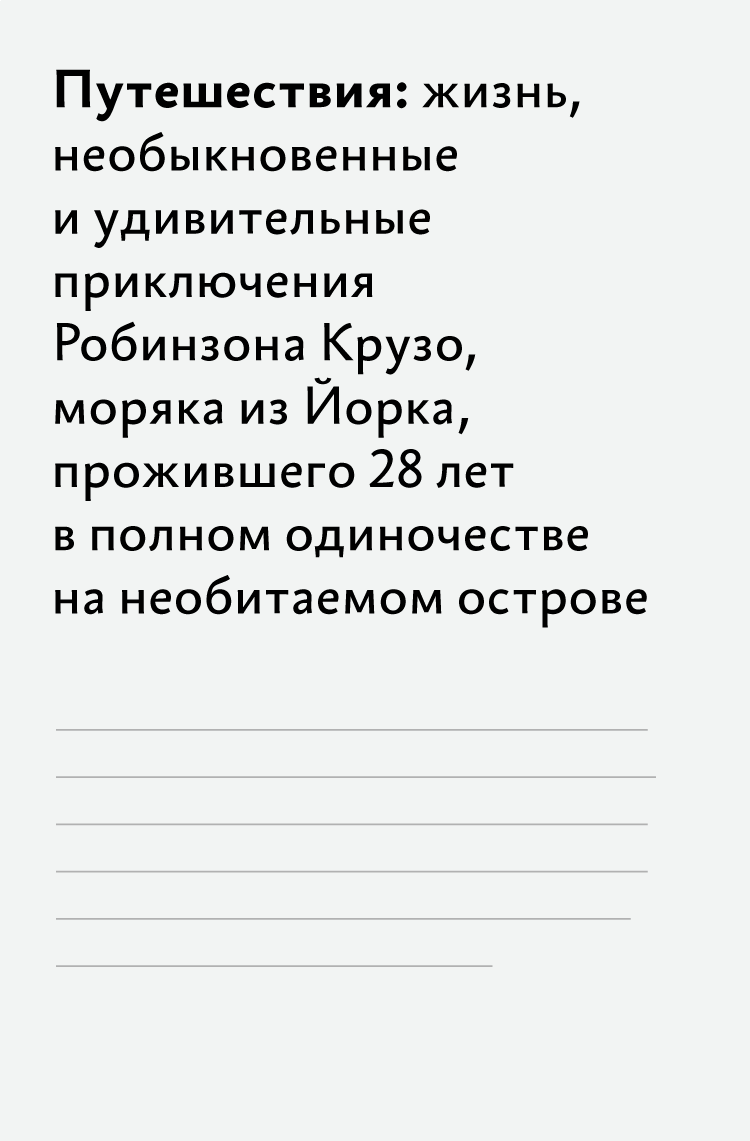 Путешествия: жизнь,
необыкновенные
и удивительные
приключения
Робинзона Крузо,
моряка из Йорка,
прожившего 28 лет
в полном одиночестве
на необитаемом острове